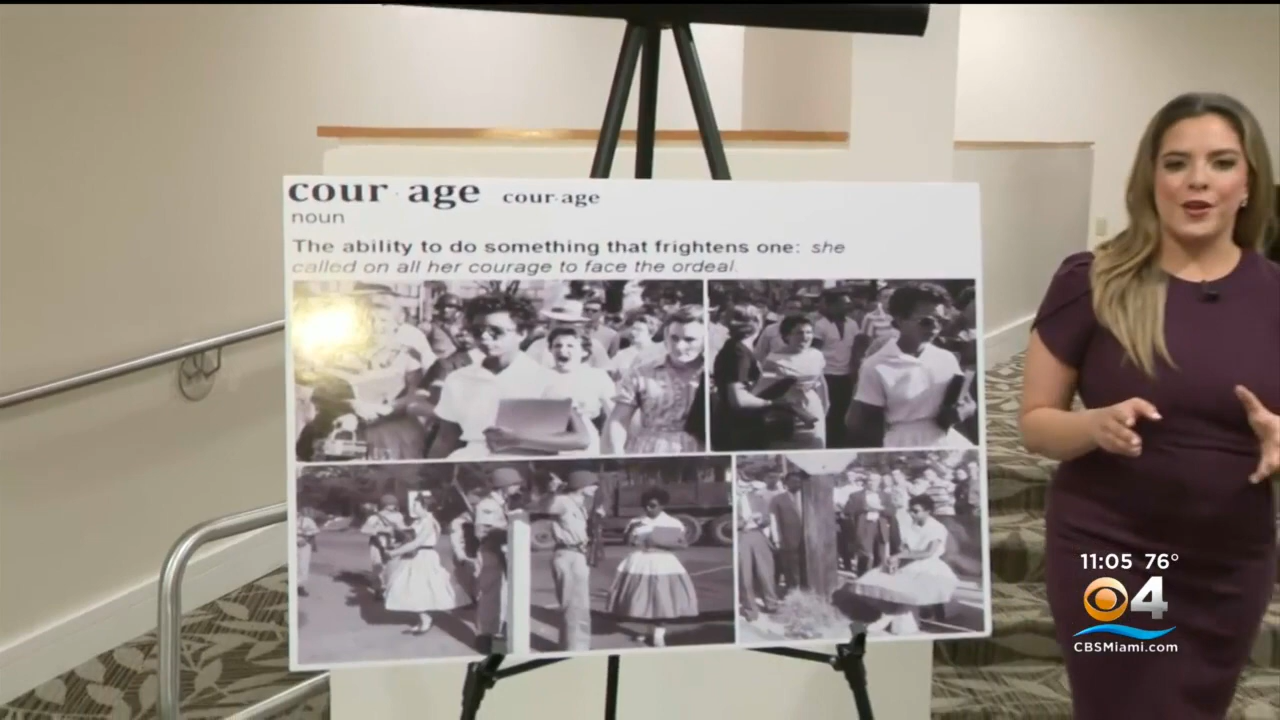 cour·age cour·age
noun
The ability to do something that frightens one: she
called on all her courage to face the ordeal.
11:05 76°
4
CBSMiami.com